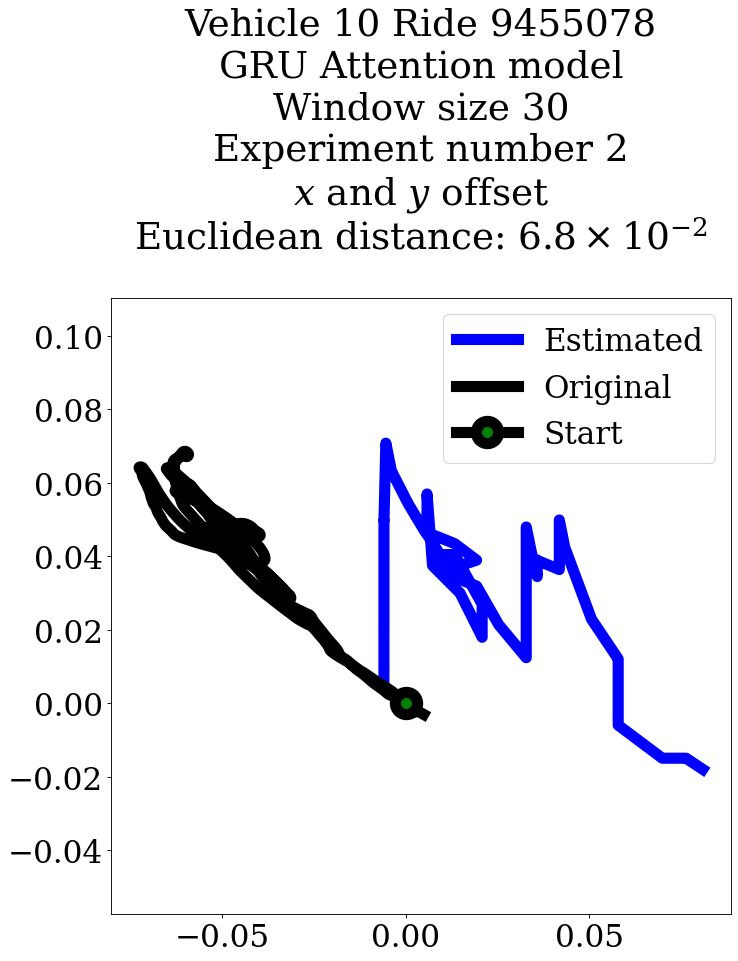 Vehicle 10 Ride 9455078
GRU Attention model
Window size 30
Experiment number 2
x and y offset
Euclidean distance: 6.8 × 10⁻²
Estimated
Original
Start
0.10
0.08
0.06
0.04
0.02
0.00
−0.02
−0.04
−0.05 0.00 0.05